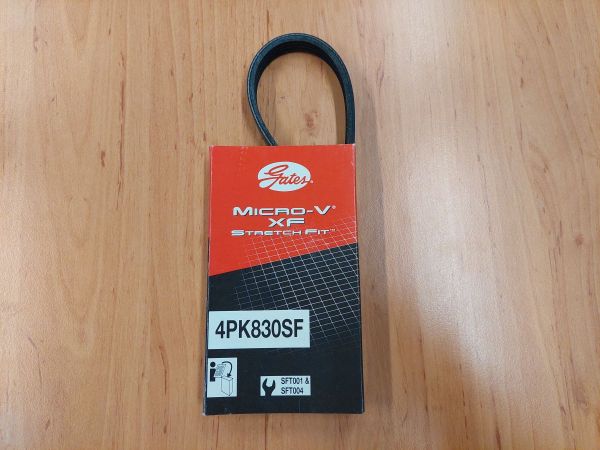 Gates®
MICRO-V®
XF
STRETCH FIT™
4PK830SF
SFT001 &
SFT004